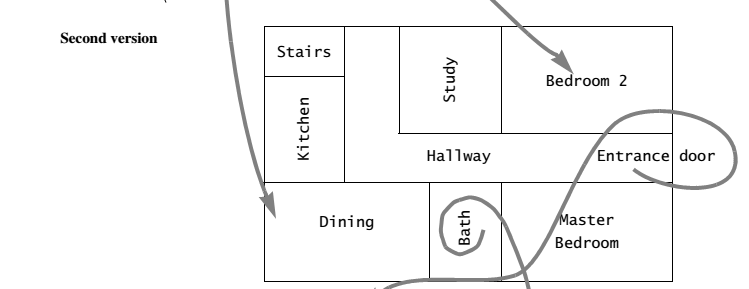 Second version
Stairs
Study
Bedroom 2
Kitchen
Hallway
Entrance door
Dining
Bath
Master
Bedroom